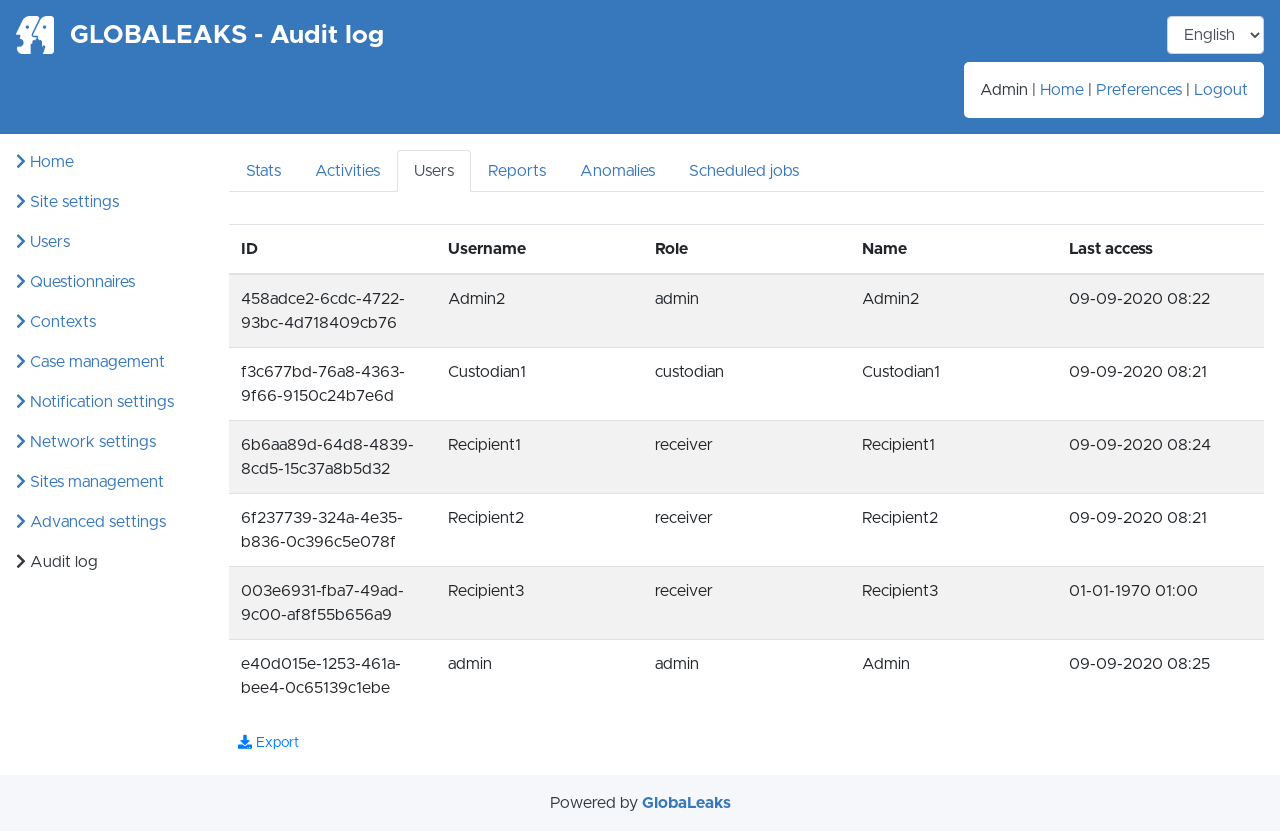 GLOBALEAKS - Audit log
English
Admin | Home | Preferences | Logout
Home
Site settings
Users
Questionnaires
Contexts
Case management
Notification settings
Network settings
Sites management
Advanced settings
Audit log
Stats Activities Users Reports Anomalies Scheduled jobs
ID Username Role Name Last access
458adce2-6cdc-4722- Admin2 admin Admin2 09-09-2020 08:22
93bc-4d718409cb76
f3c677bd-76a8-4363- Custodian1 custodian Custodian1 09-09-2020 08:21
9f66-9150c24b7e6d
6b6aa89d-64d8-4839- Recipient1 receiver Recipient1 09-09-2020 08:24
8cd5-15c37a8b5d32
6f237739-324a-4e35- Recipient2 receiver Recipient2 09-09-2020 08:21
b836-0c396c5e078f
003e6931-fba7-49ad- Recipient3 receiver Recipient3 01-01-1970 01:00
9c00-af8f55b656a9
e40d015e-1253-461a- admin admin Admin 09-09-2020 08:25
bee4-0c65139c1ebe
Export
Powered by GlobaLeaks